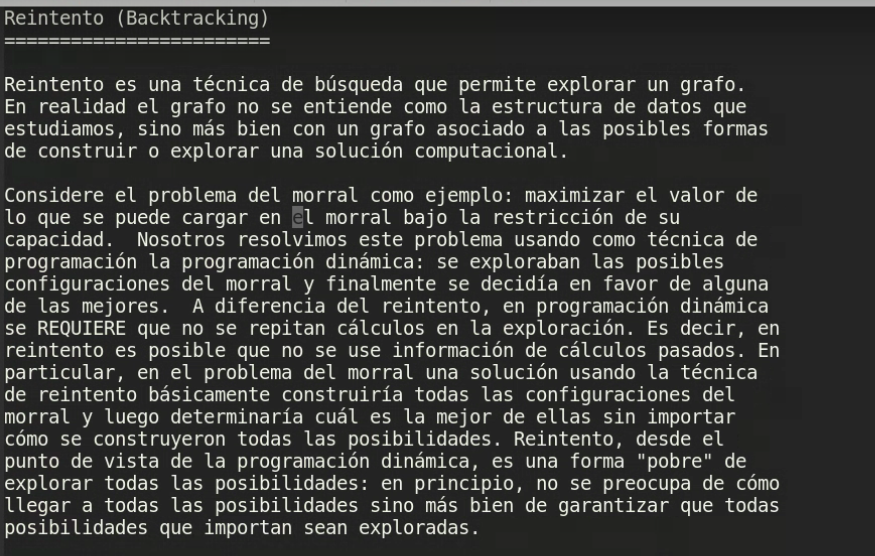 Reintento (Backtracking)
========================
Reintento es una técnica de búsqueda que permite explorar un grafo.
En realidad el grafo no se entiende como la estructura de datos que
estudiamos, sino más bien con un grafo asociado a las posibles formas
de construir o explorar una solución computacional.
Considere el problema del morral como ejemplo: maximizar el valor de
lo que se puede cargar en el morral bajo la restricción de su
capacidad.  Nosotros resolvimos este problema usando como técnica de
programación la programación dinámica: se exploraban las posibles
configuraciones del morral y finalmente se decidía en favor de alguna
de las mejores.  A diferencia del reintento, en programación dinámica
se REQUIERE que no se repitan cálculos en la exploración. Es decir, en
reintento es posible que no se use información de cálculos pasados. En
particular, en el problema del morral una solución usando la técnica
de reintento básicamente construiría todas las configuraciones del
morral y luego determinaría cuál es la mejor de ellas sin importar
cómo se construyeron todas las posibilidades. Reintento, desde el
punto de vista de la programación dinámica, es una forma "pobre" de
explorar todas las posibilidades: en principio, no se preocupa de cómo
llegar a todas las posibilidades sino más bien de garantizar que todas
posibilidades que importan sean exploradas.